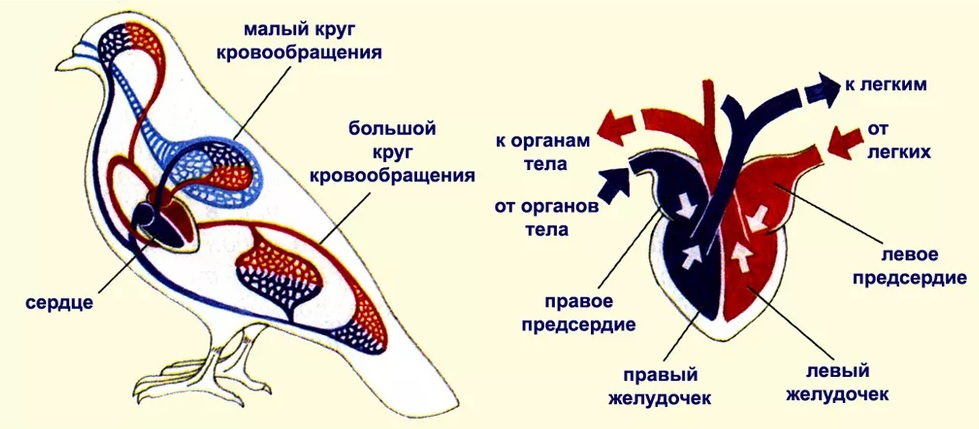 малый круг
кровообращения
большой
круг
кровообращения
сердце
к легким
к органам
тела
от
легких
от органов
тела
левое
предсердие
правое
предсердие
правый
желудочек
левый
желудочек